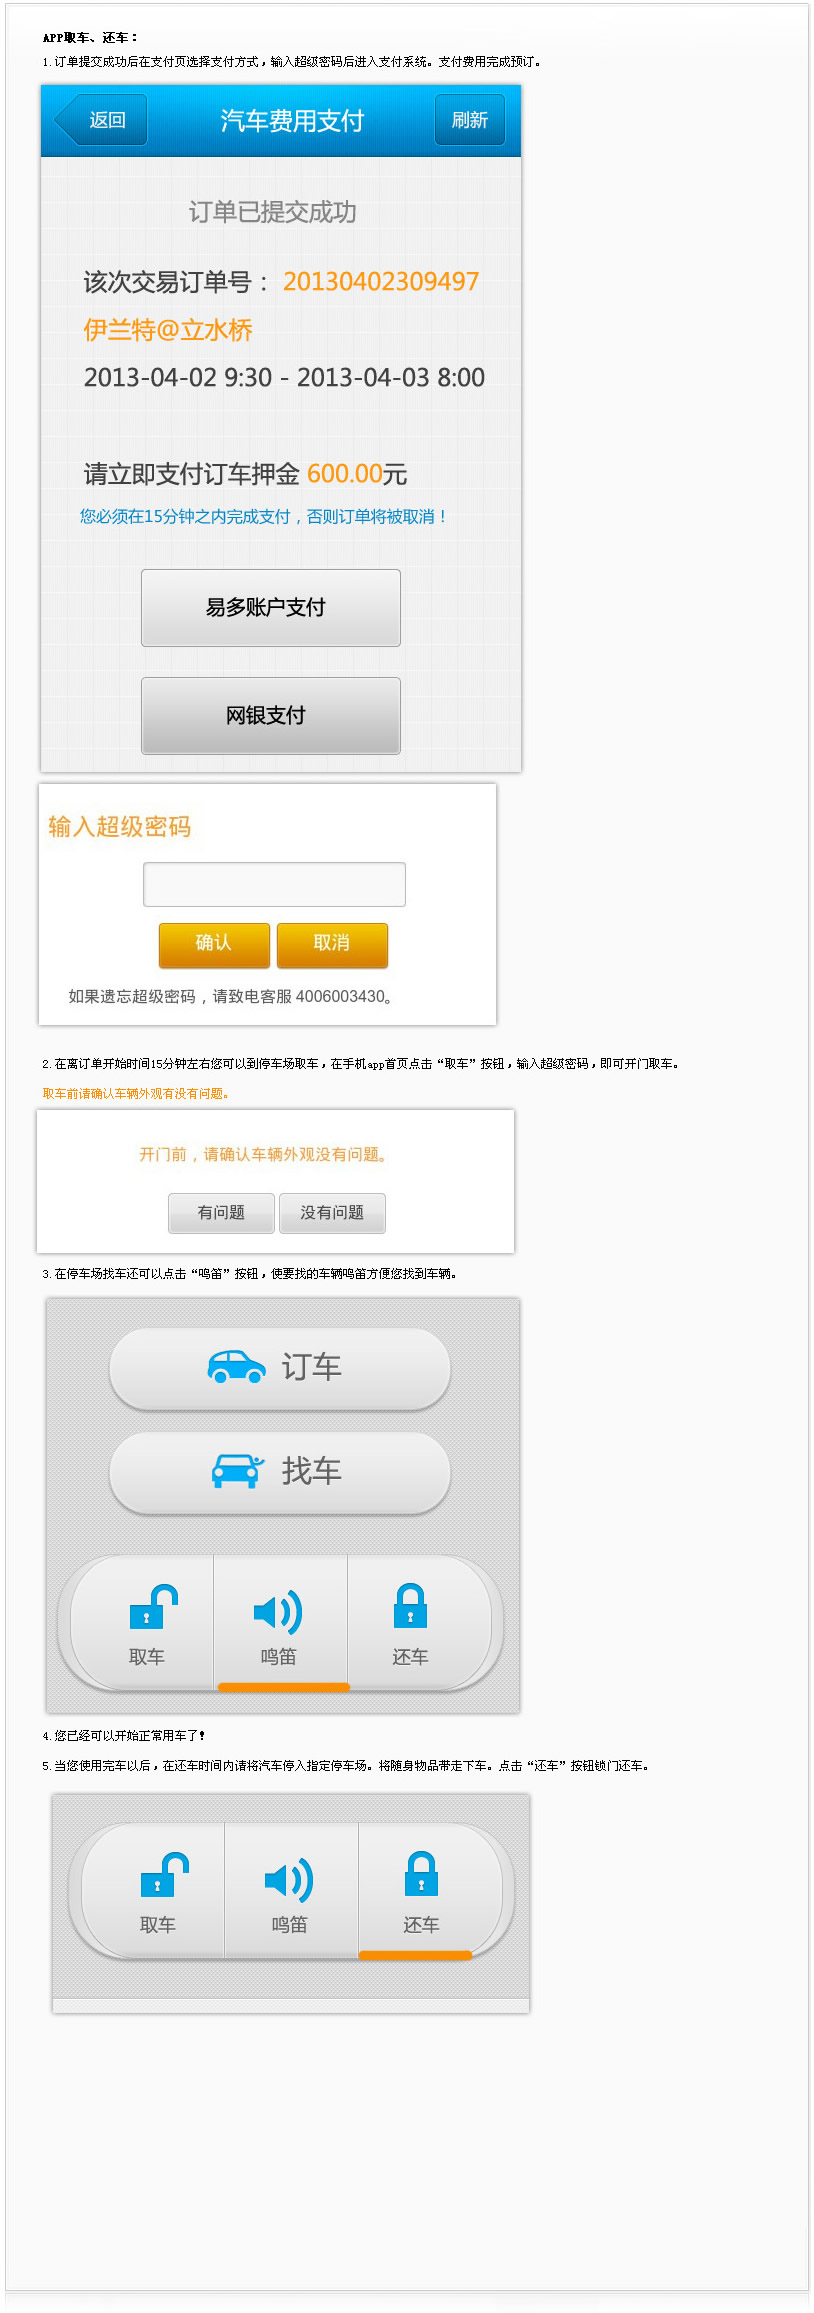 APP取车、还车：
1.订单提交成功后在支付页选择支付方式，输入超级密码后进入支付系统。支付费用完成预订。
返回
汽车费用支付
刷新
订单已提交成功
该次交易订单号： 20130402309497
伊兰特@立水桥
2013-04-02 9:30 - 2013-04-03 8:00
请立即支付订车押金 600.00元
您必须在15分钟之内完成支付，否则订单将被取消！
易多账户支付
网银支付
输入超级密码
确认
取消
如果遗忘超级密码，请致电客服 4006003430。
2.在离订单开始时间15分钟左右您可以到停车场取车，在手机app首页点击“取车”按钮，输入超级密码，即可开门取车。
取车前请确认车辆外观有没有问题。
开门前，请确认车辆外观没有问题。
有问题
没有问题
3.在停车场找车还可以点击“鸣笛”按钮，使要找的车辆鸣笛方便您找到车辆。
订车
找车
取车
鸣笛
还车
4.您已经可以开始正常用车了！
5.当您使用完车以后，在还车时间内请将汽车停入指定停车场。将随身物品带走下车。点击“还车”按钮锁门还车。
取车
鸣笛
还车